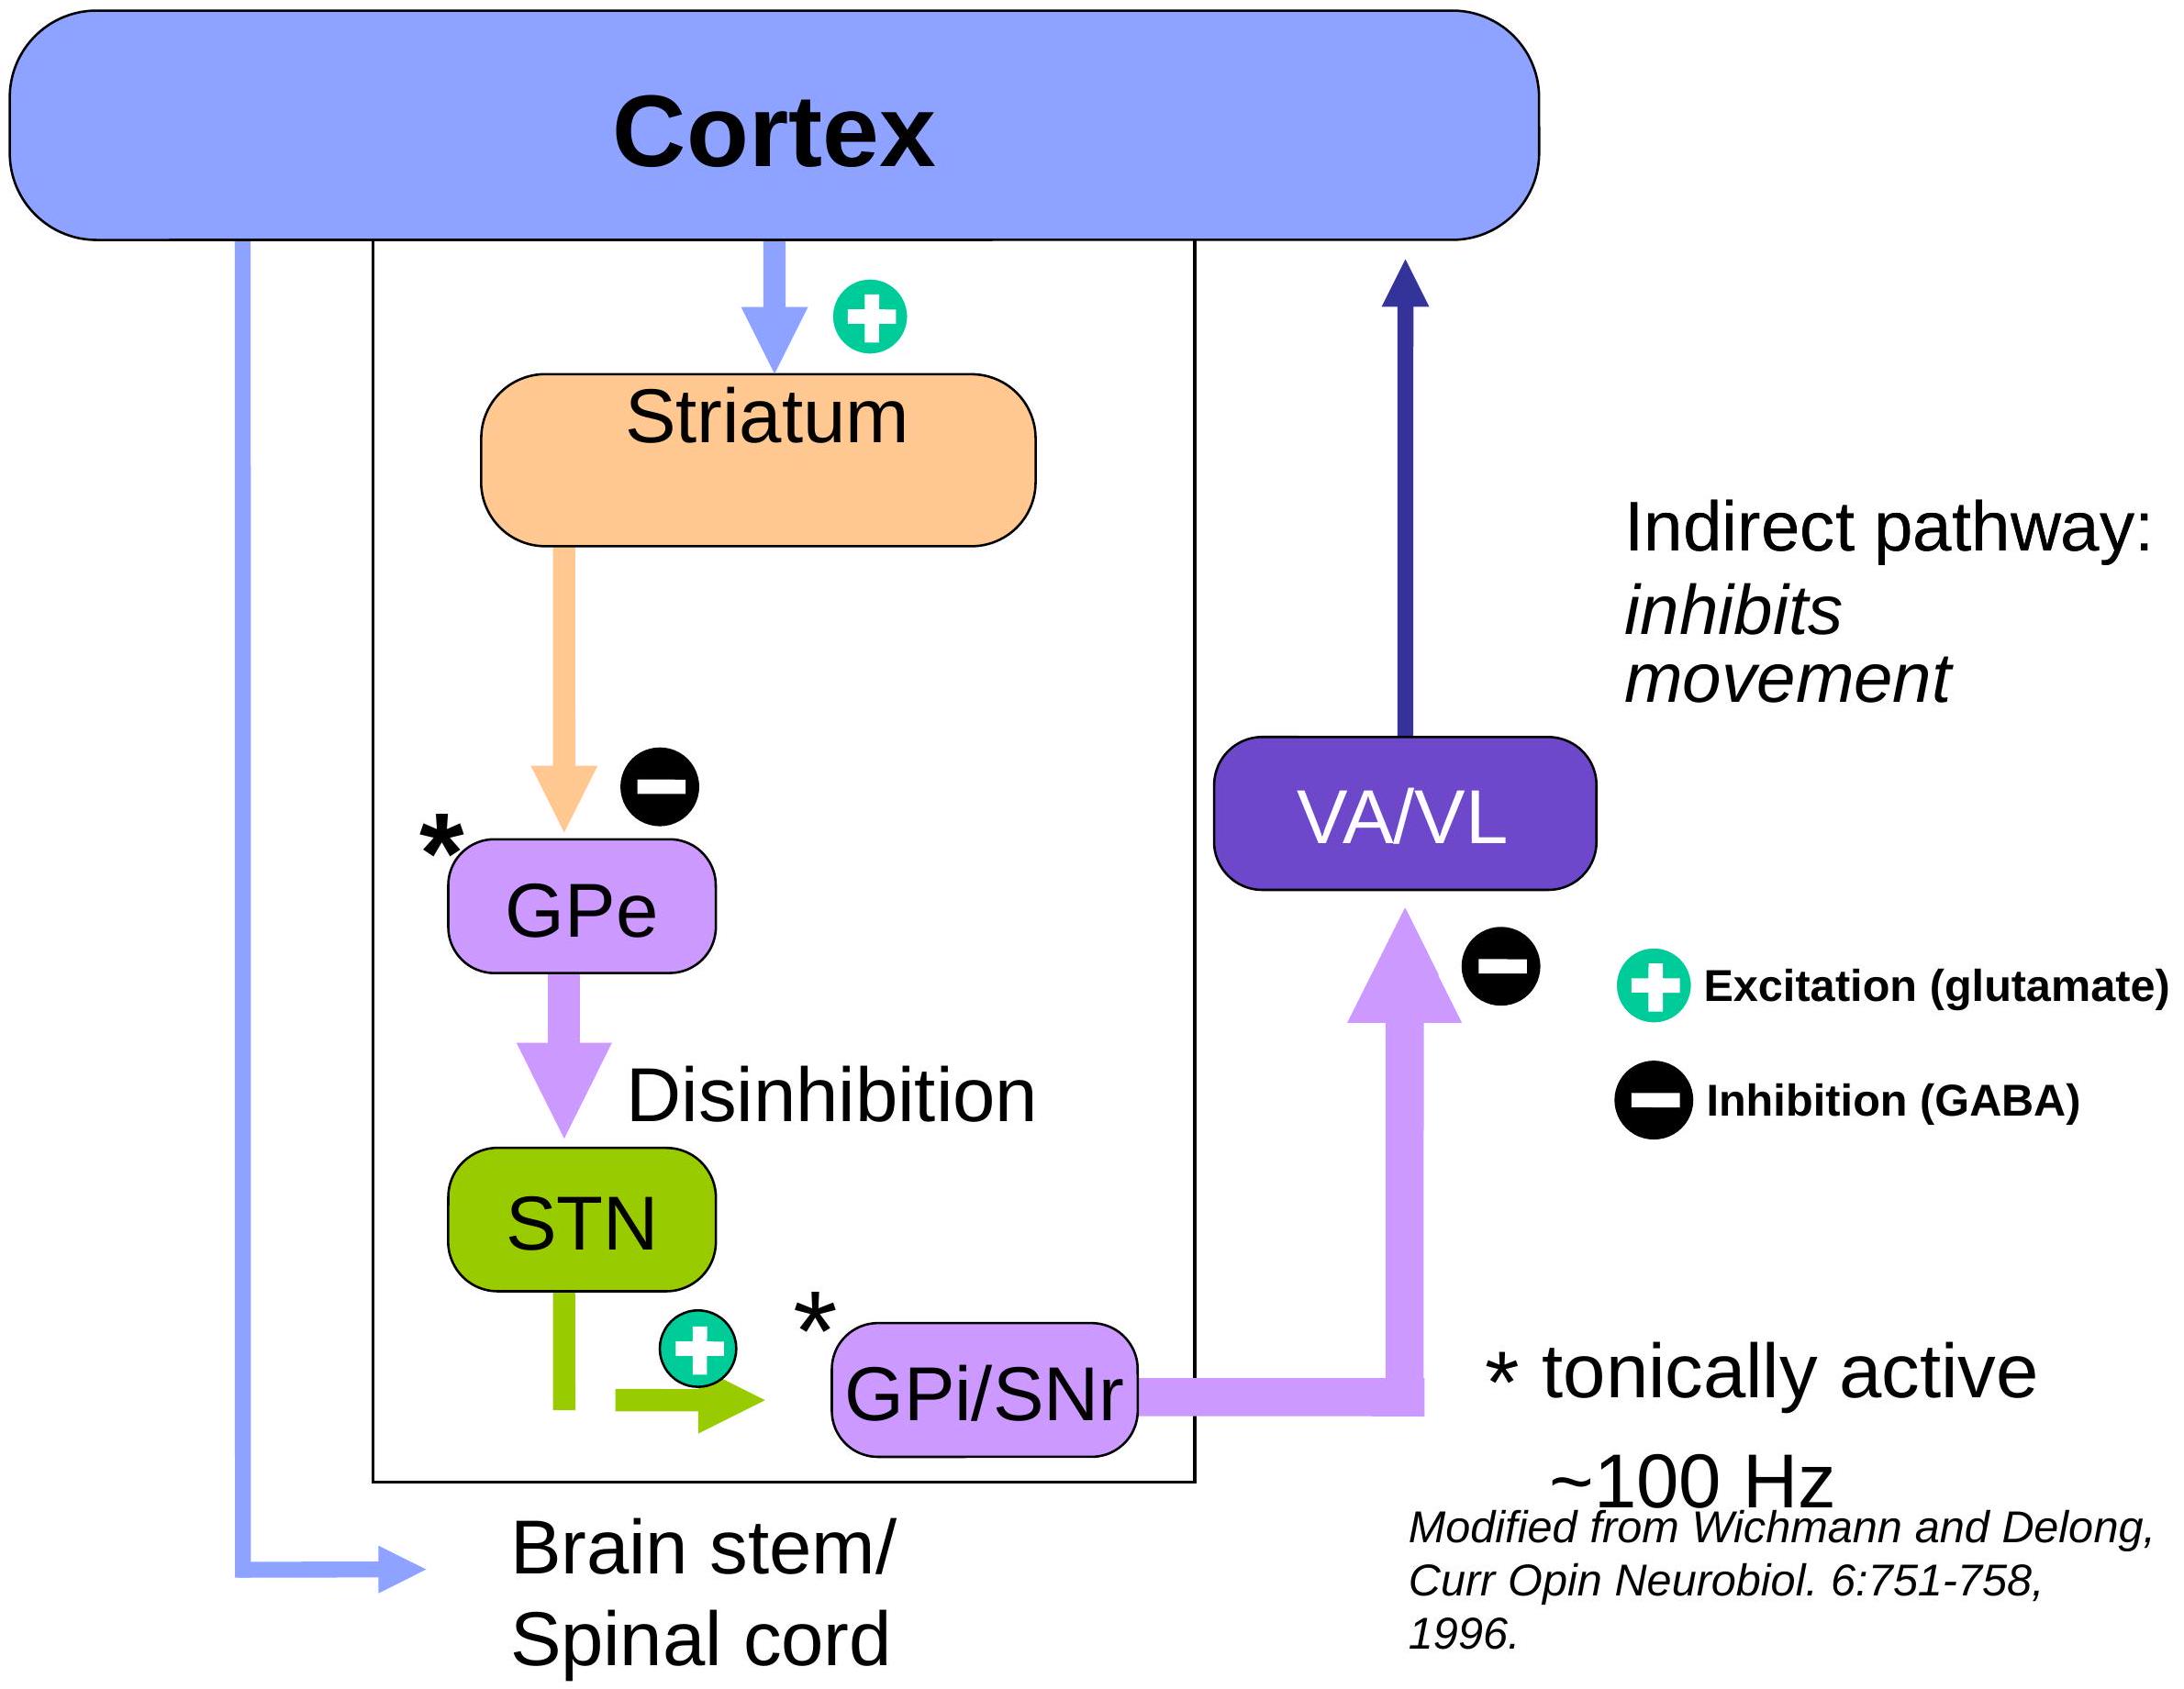 Cortex
Striatum
Indirect pathway:
inhibits
movement
VA/VL
*
GPe
Excitation (glutamate)
Disinhibition
Inhibition (GABA)
STN
*
GPi/SNr
* tonically active
~100 Hz
Modified from Wichmann and Delong,
Curr Opin Neurobiol. 6:751-758,
1996.
Brain stem/
Spinal cord